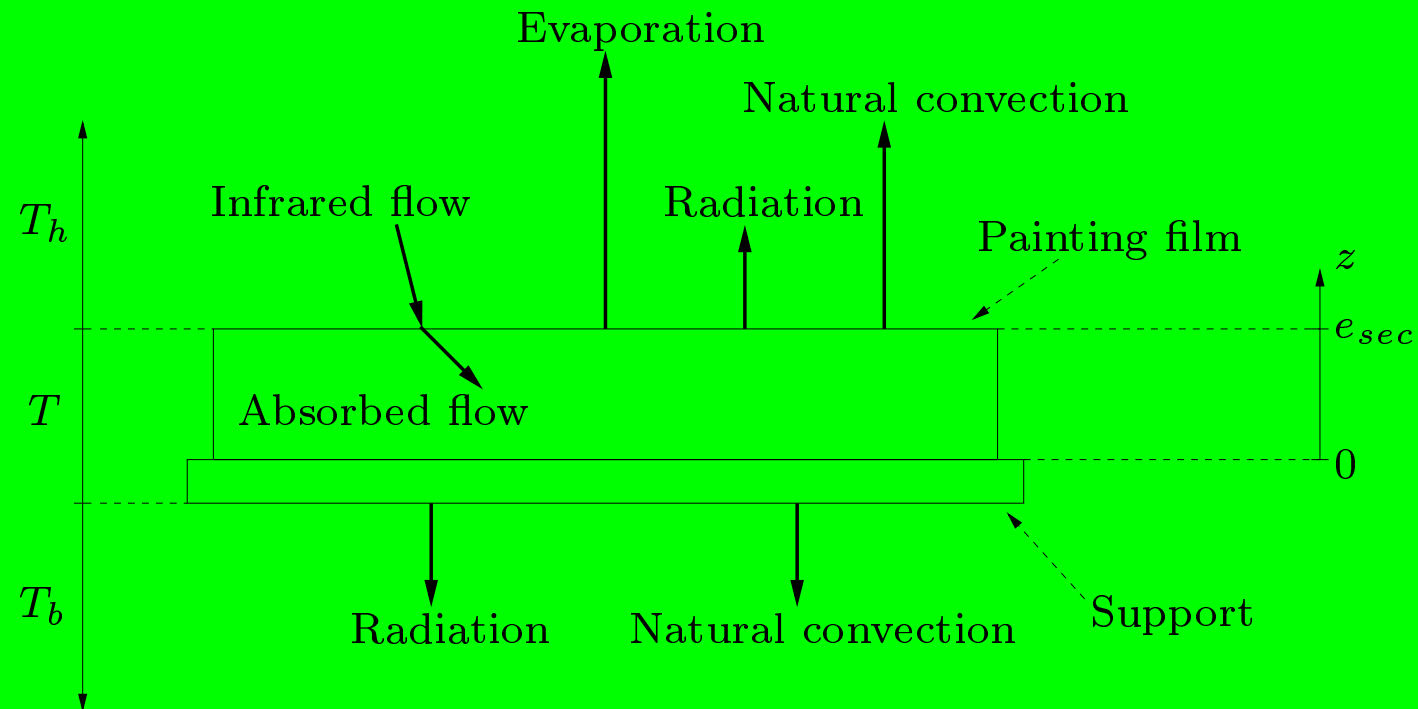 Evaporation
Natural convection
Infrared flow
Radiation
T_h
Painting film
z
e_sec
T
Absorbed flow
0
T_b
Radiation
Natural convection
Support